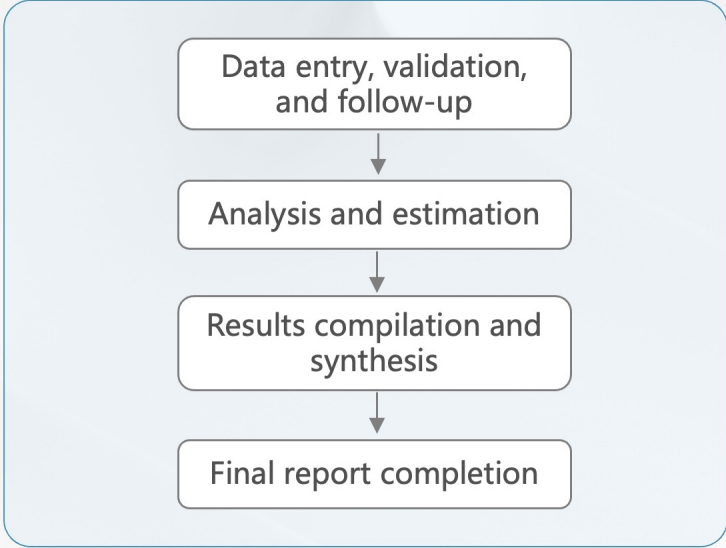 Data entry, validation,
and follow-up
Analysis and estimation
Results compilation and
synthesis
Final report completion